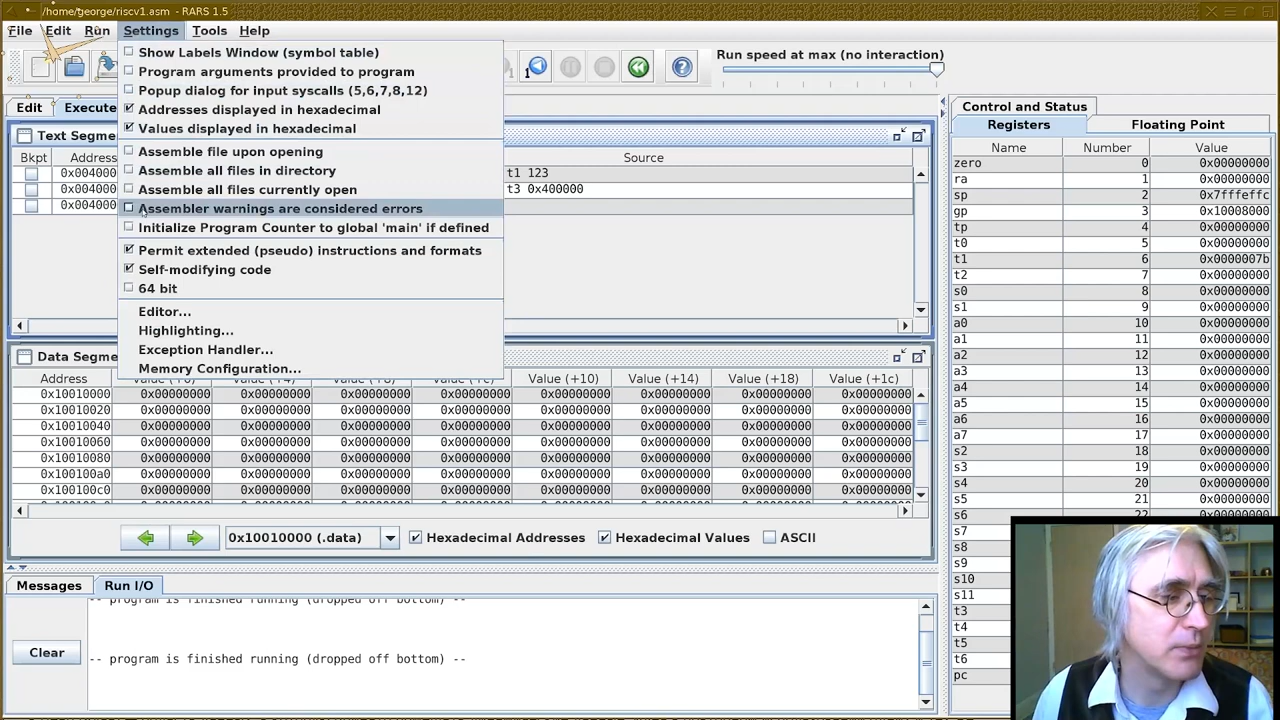 /home/george/riscv1.asm - RARS 1.5
File Edit Run Settings Tools Help
Show Labels Window (symbol table)
Program arguments provided to program
Popup dialog for input syscalls (5,6,7,8,12)
Addresses displayed in hexadecimal
Values displayed in hexadecimal
Assemble file upon opening
Assemble all files in directory
Assemble all files currently open
Assembler warnings are considered errors
Initialize Program Counter to global 'main' if defined
Permit extended (pseudo) instructions and formats
Self-modifying code
64 bit
Editor...
Highlighting...
Exception Handler...
Memory Configuration...
Run speed at max (no interaction)
Edit Execute
Text Segme
Bkpt Address Source
0x004000 t1 123
0x004000 t3 0x400000
0x004000
Data Segme
Address Value (+0) Value (+4) Value (+8) Value (+c) Value (+10) Value (+14) Value (+18) Value (+1c)
0x10010000 0x00000000 0x00000000 0x00000000 0x00000000 0x00000000 0x00000000 0x00000000 0x00000000
0x10010020 0x00000000 0x00000000 0x00000000 0x00000000 0x00000000 0x00000000 0x00000000 0x00000000
0x10010040 0x00000000 0x00000000 0x00000000 0x00000000 0x00000000 0x00000000 0x00000000 0x00000000
0x10010060 0x00000000 0x00000000 0x00000000 0x00000000 0x00000000 0x00000000 0x00000000 0x00000000
0x10010080 0x00000000 0x00000000 0x00000000 0x00000000 0x00000000 0x00000000 0x00000000 0x00000000
0x100100a0 0x00000000 0x00000000 0x00000000 0x00000000 0x00000000 0x00000000 0x00000000 0x00000000
0x100100c0 0x00000000 0x00000000 0x00000000 0x00000000 0x00000000 0x00000000 0x00000000 0x00000000
0x10010000 (.data) Hexadecimal Addresses Hexadecimal Values ASCII
Messages Run I/O
-- program is finished running (dropped off bottom) --
-- program is finished running (dropped off bottom) --
Clear
Control and Status
Registers Floating Point
Name Number Value
zero 0 0x00000000
ra 1 0x00000000
sp 2 0x7fffeffc
gp 3 0x10008000
tp 4 0x00000000
t0 5 0x00000000
t1 6 0x0000007b
t2 7 0x00000000
s0 8 0x00000000
s1 9 0x00000000
a0 10 0x00000000
a1 11 0x00000000
a2 12 0x00000000
a3 13 0x00000000
a4 14 0x00000000
a5 15 0x00000000
a6 16 0x00000000
a7 17 0x00000000
s2 18 0x00000000
s3 19 0x00000000
s4 20 0x00000000
s5 21 0x00000000
s6 22
s7
s8
s9
s10
s11
t3
t4
t5
t6
pc